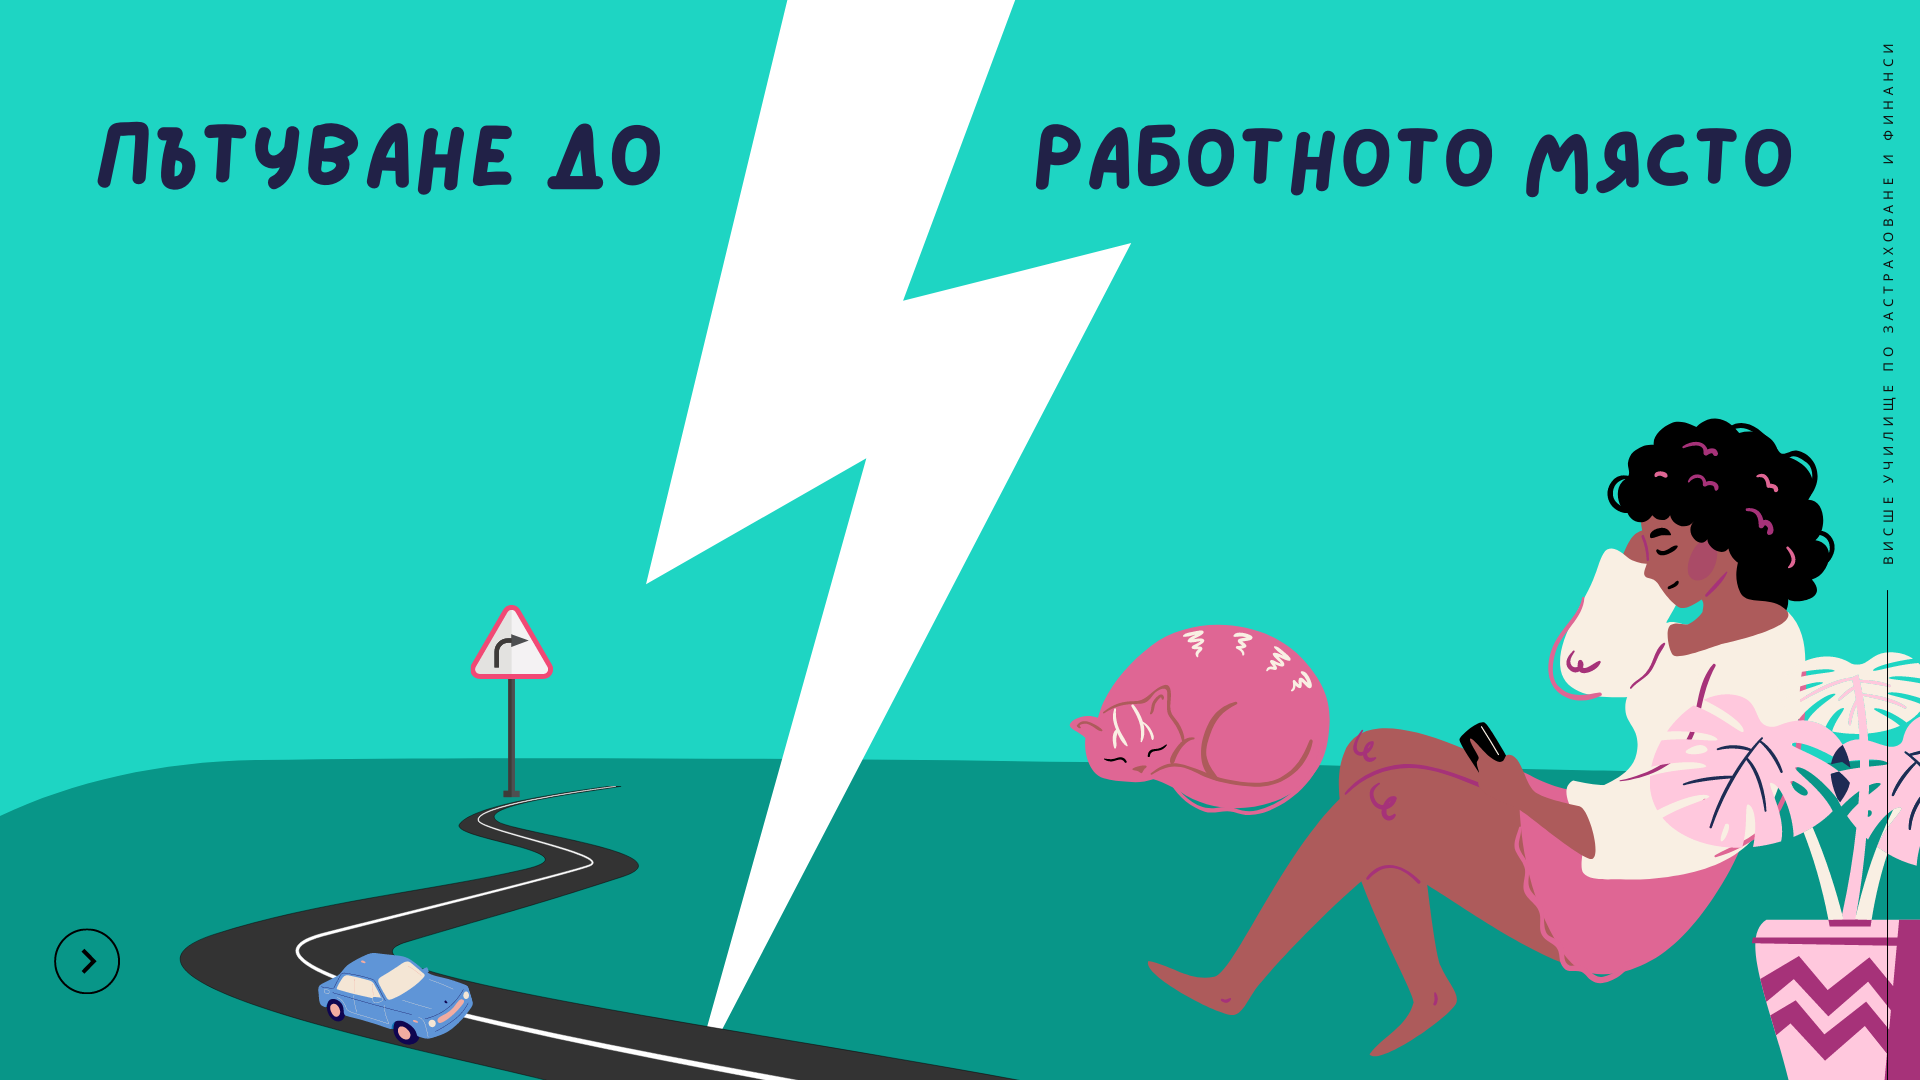 ПЪТУВАНЕ ДО
РАБОТНОТО МЯСТО
ВИСШЕ УЧИЛИЩЕ ПО ЗАСТРАХОВАНЕ И ФИНАНСИ